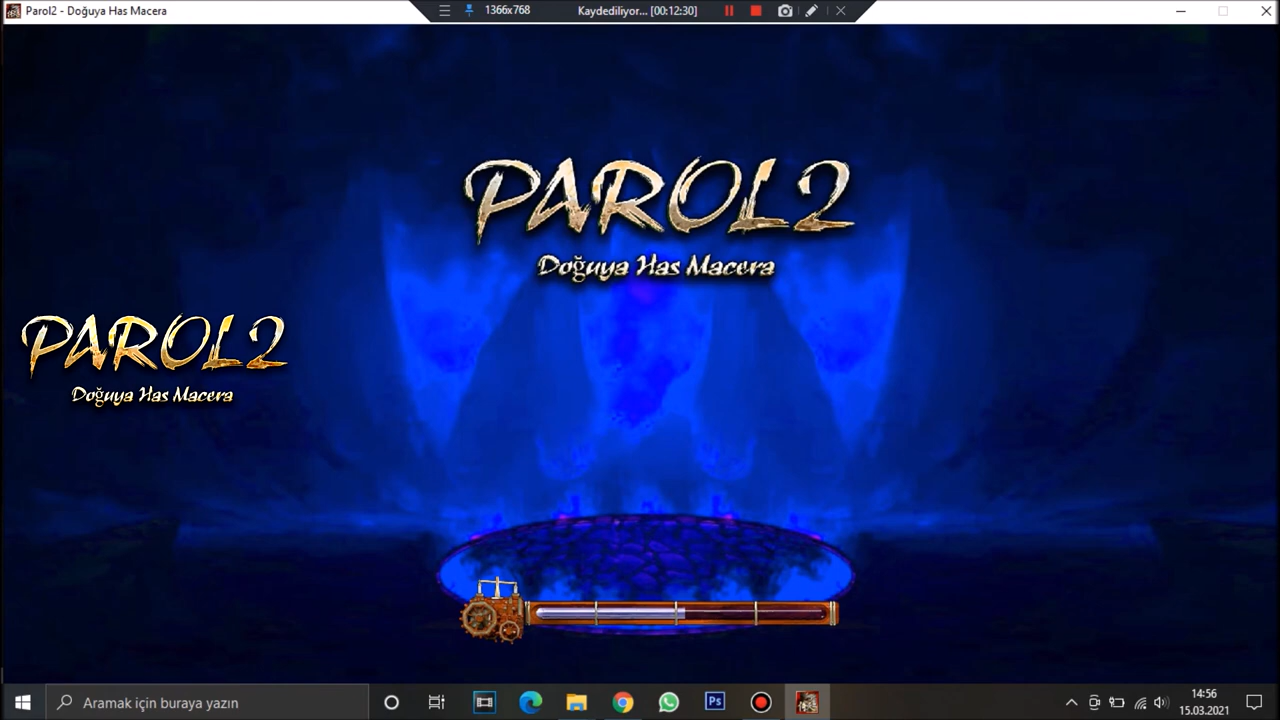 Parol2 - Doğuya Has Macera
1366x768
Kaydediliyor... [00:12:30]
PAROL2
Doğuya Has Macera
PAROL2
Doğuya Has Macera
Aramak için buraya yazın
Ps
14:56
15.03.2021